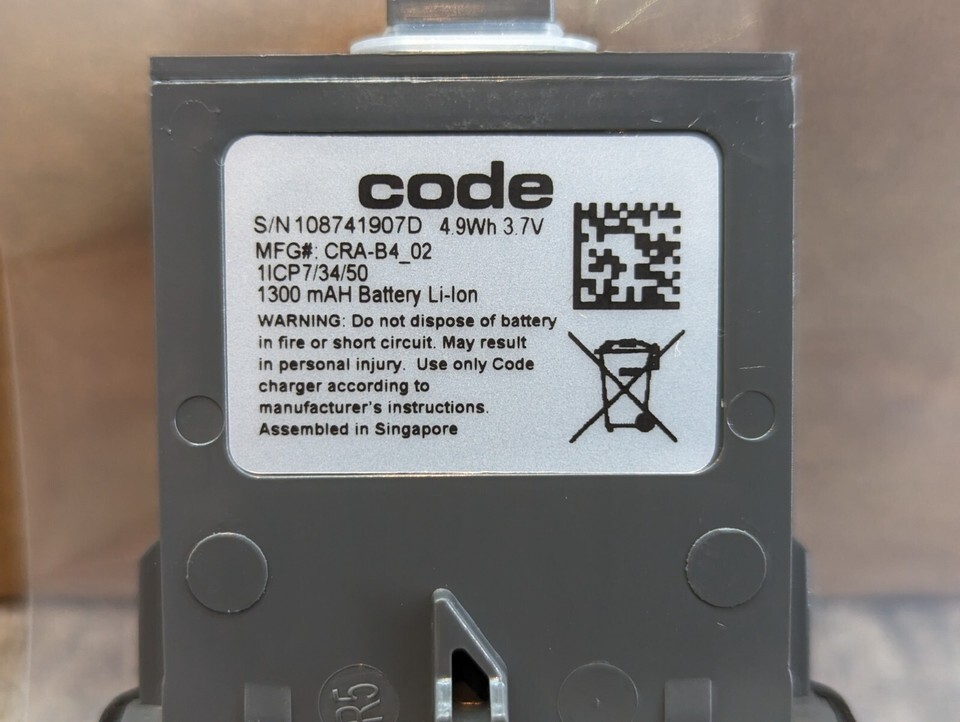 code
S/N108741907D 4.9Wh 3.7V
MFG#: CRA-B4_02
1ICP7/34/50
1300 mAH Battery Li-Ion
WARNING: Do not dispose of battery
in fire or short circuit. May result
in personal injury. Use only Code
charger according to
manufacturer's instructions.
Assembled in Singapore
R5